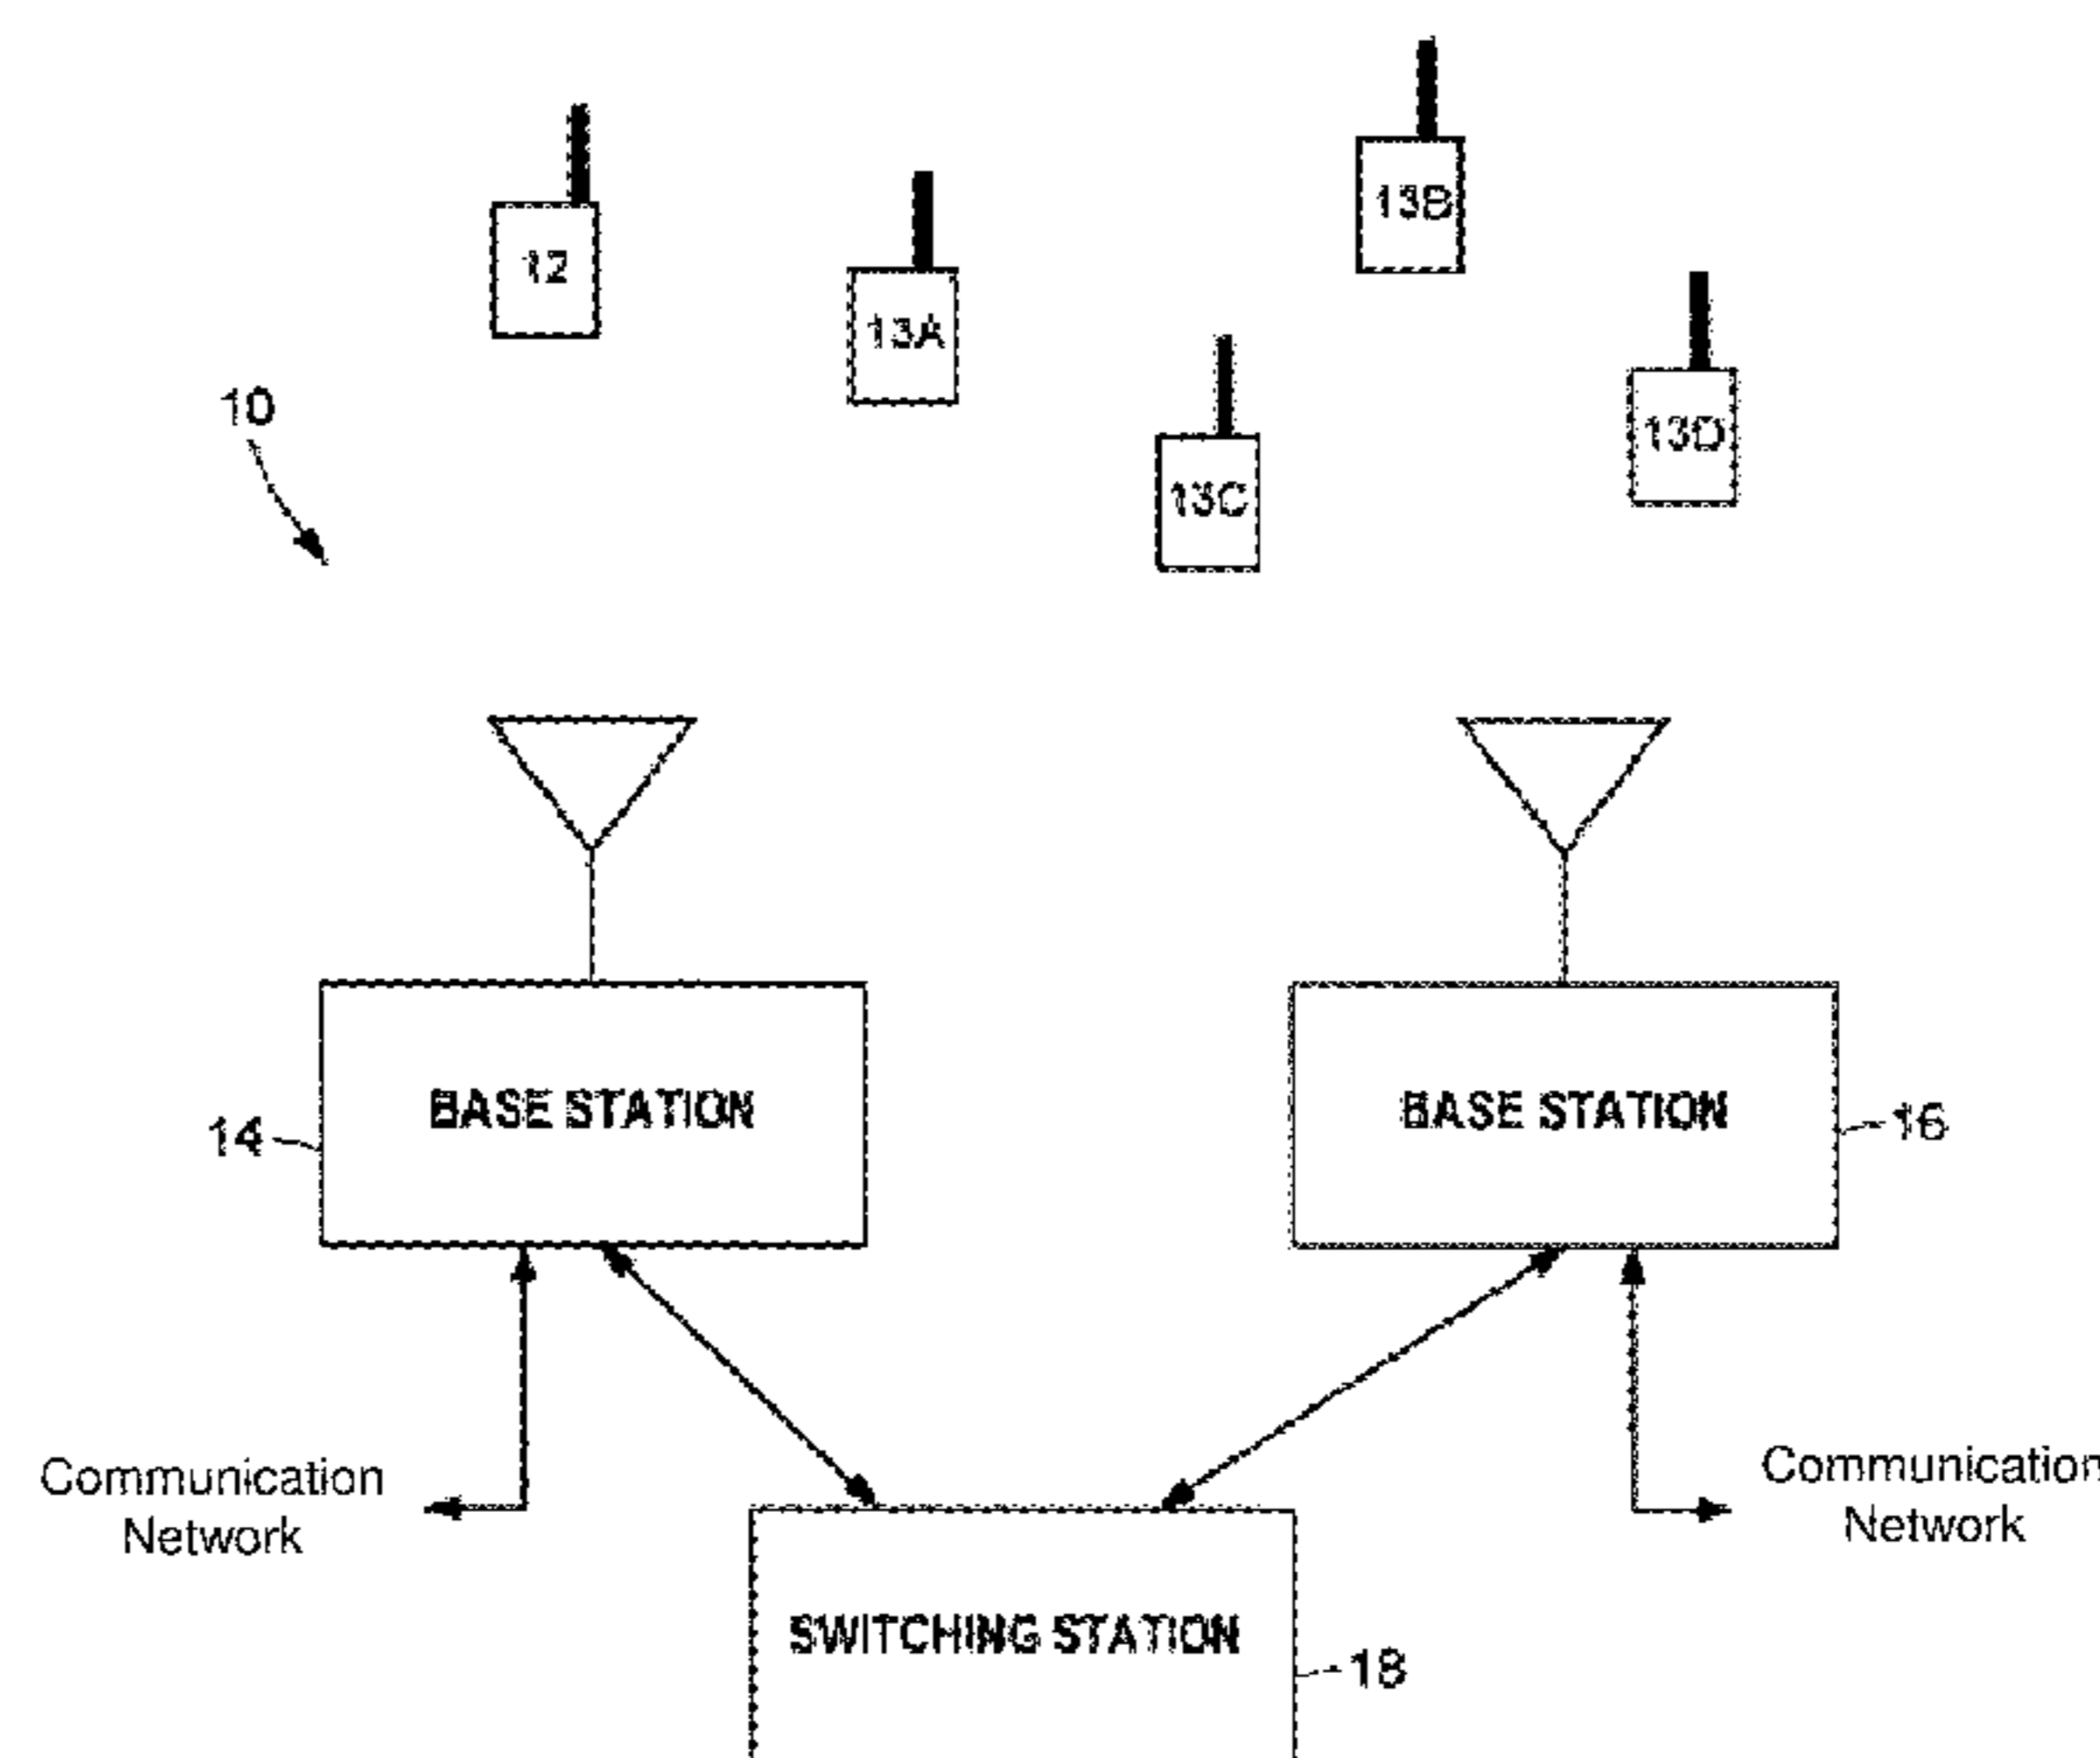 13B
12
13A
13D
10
13C
BASE STATION
BASE STATION
14
16
Communication
Network
Communication
Network
SWITCHING STATION
18